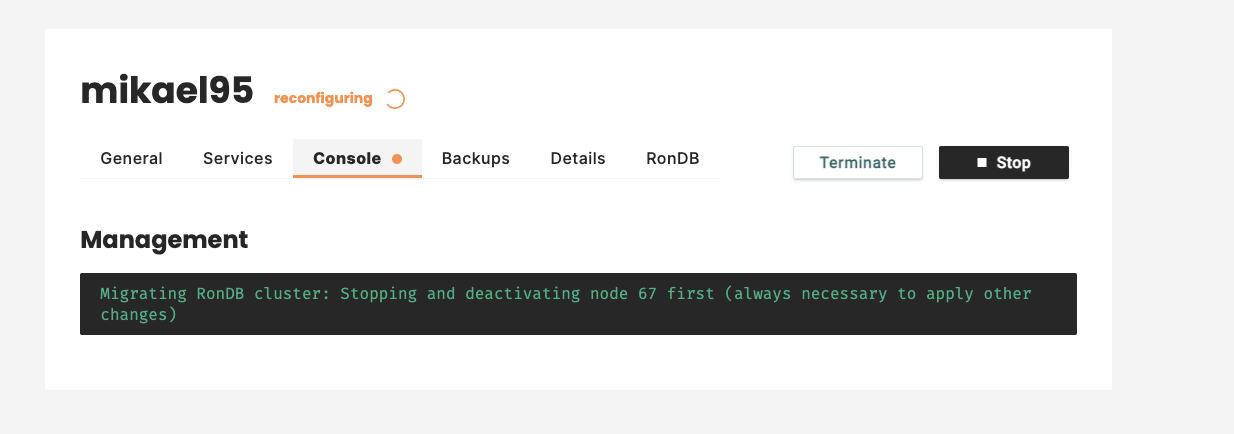 mikael95 reconfiguring
General Services Console Backups Details RonDB Terminate Stop
Management
Migrating RonDB cluster: Stopping and deactivating node 67 first (always necessary to apply other
changes)